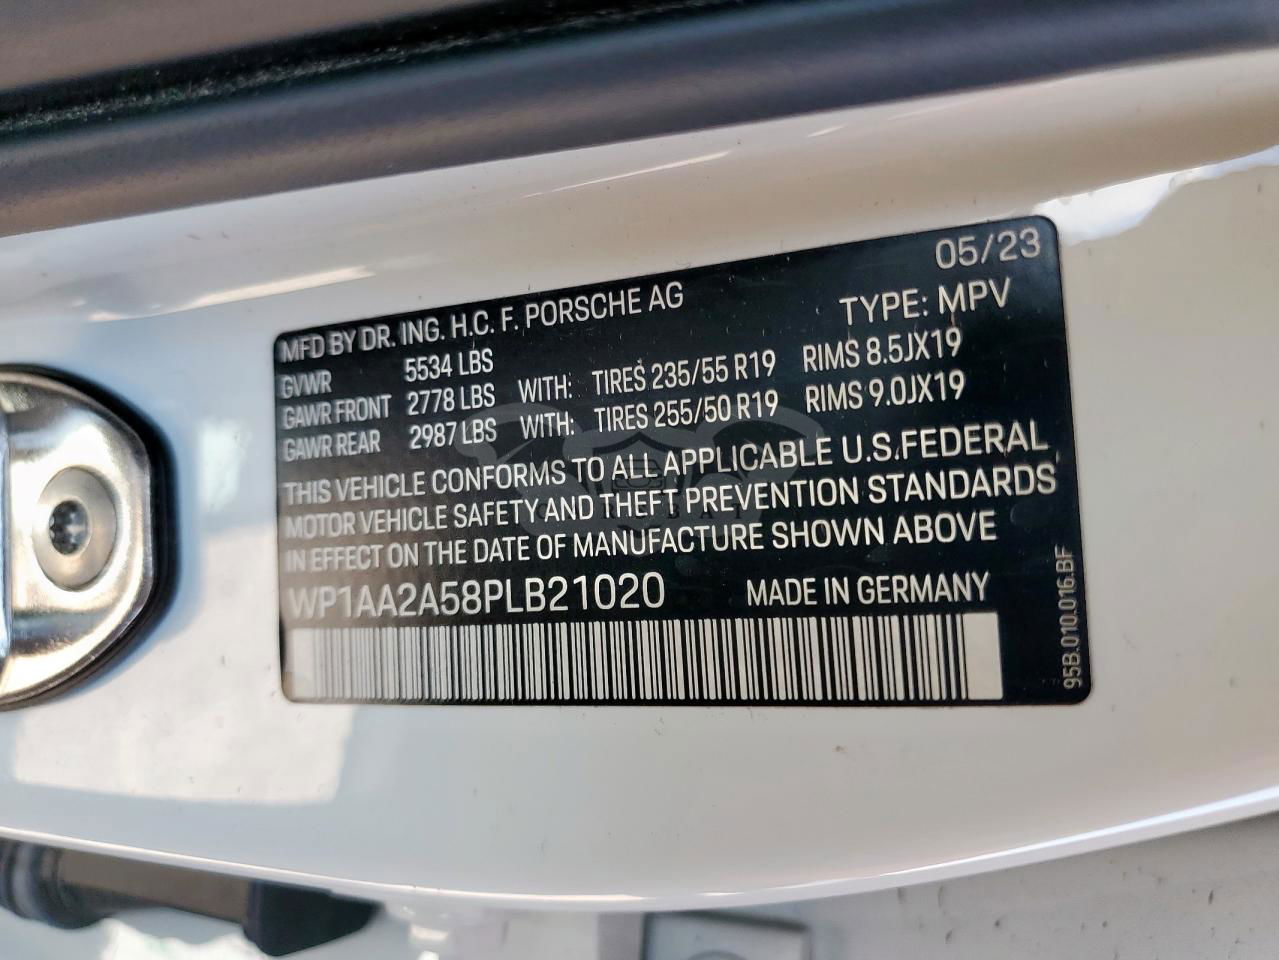 05/23
MFD BY DR. ING. H.C. F. PORSCHE AG TYPE: MPV
GVWR 5534 LBS
GAWR FRONT 2778 LBS WITH: TIRES 235/55 R19 RIMS 8.5JX19
GAWR REAR 2987 LBS WITH: TIRES 255/50 R19 RIMS 9.0JX19
THIS VEHICLE CONFORMS TO ALL APPLICABLE U.S.FEDERAL
MOTOR VEHICLE SAFETY AND THEFT PREVENTION STANDARDS
IN EFFECT ON THE DATE OF MANUFACTURE SHOWN ABOVE
WP1AA2A58PLB21020 MADE IN GERMANY
95B.010.016.BF